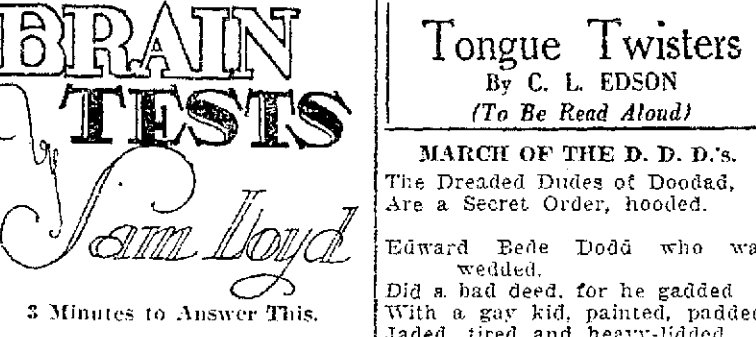 BRAIN
TESTS
By
Sam Loyd
3 Minutes to Answer This.
Tongue Twisters
By C. L. EDSON
(To Be Read Aloud)
MARCH OF THE D. D. D.'s.
The Dreaded Dudes of Doodad,
Are a Secret Order, hooded.
Edward Bede Dodd who wa
wedded,
Did a bad deed, for he gadded
With a gay kid, painted, padded
Jaded, tired and heavy-lidded